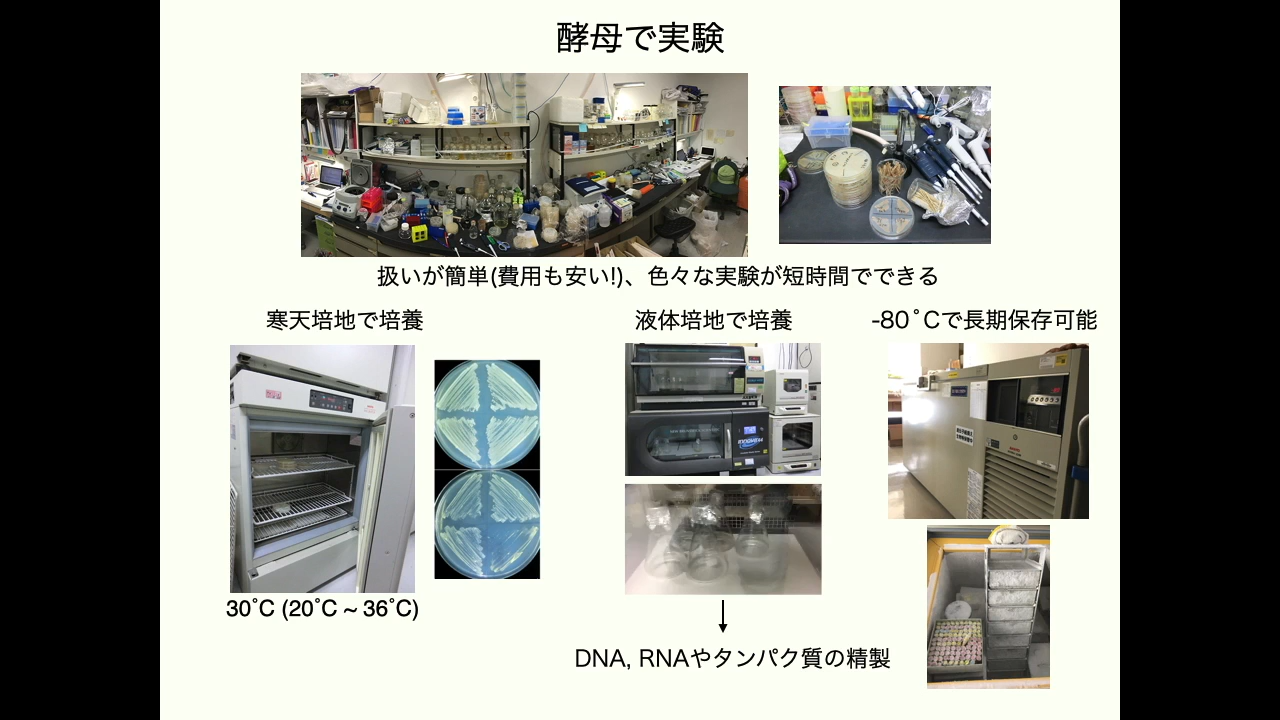 酵母で実験
扱いが簡単(費用も安い!)、色々な実験が短時間でできる
寒天培地で培養
液体培地で培養
-80˚Cで長期保存可能
30˚C (20˚C ~ 36˚C)
DNA, RNAやタンパク質の精製